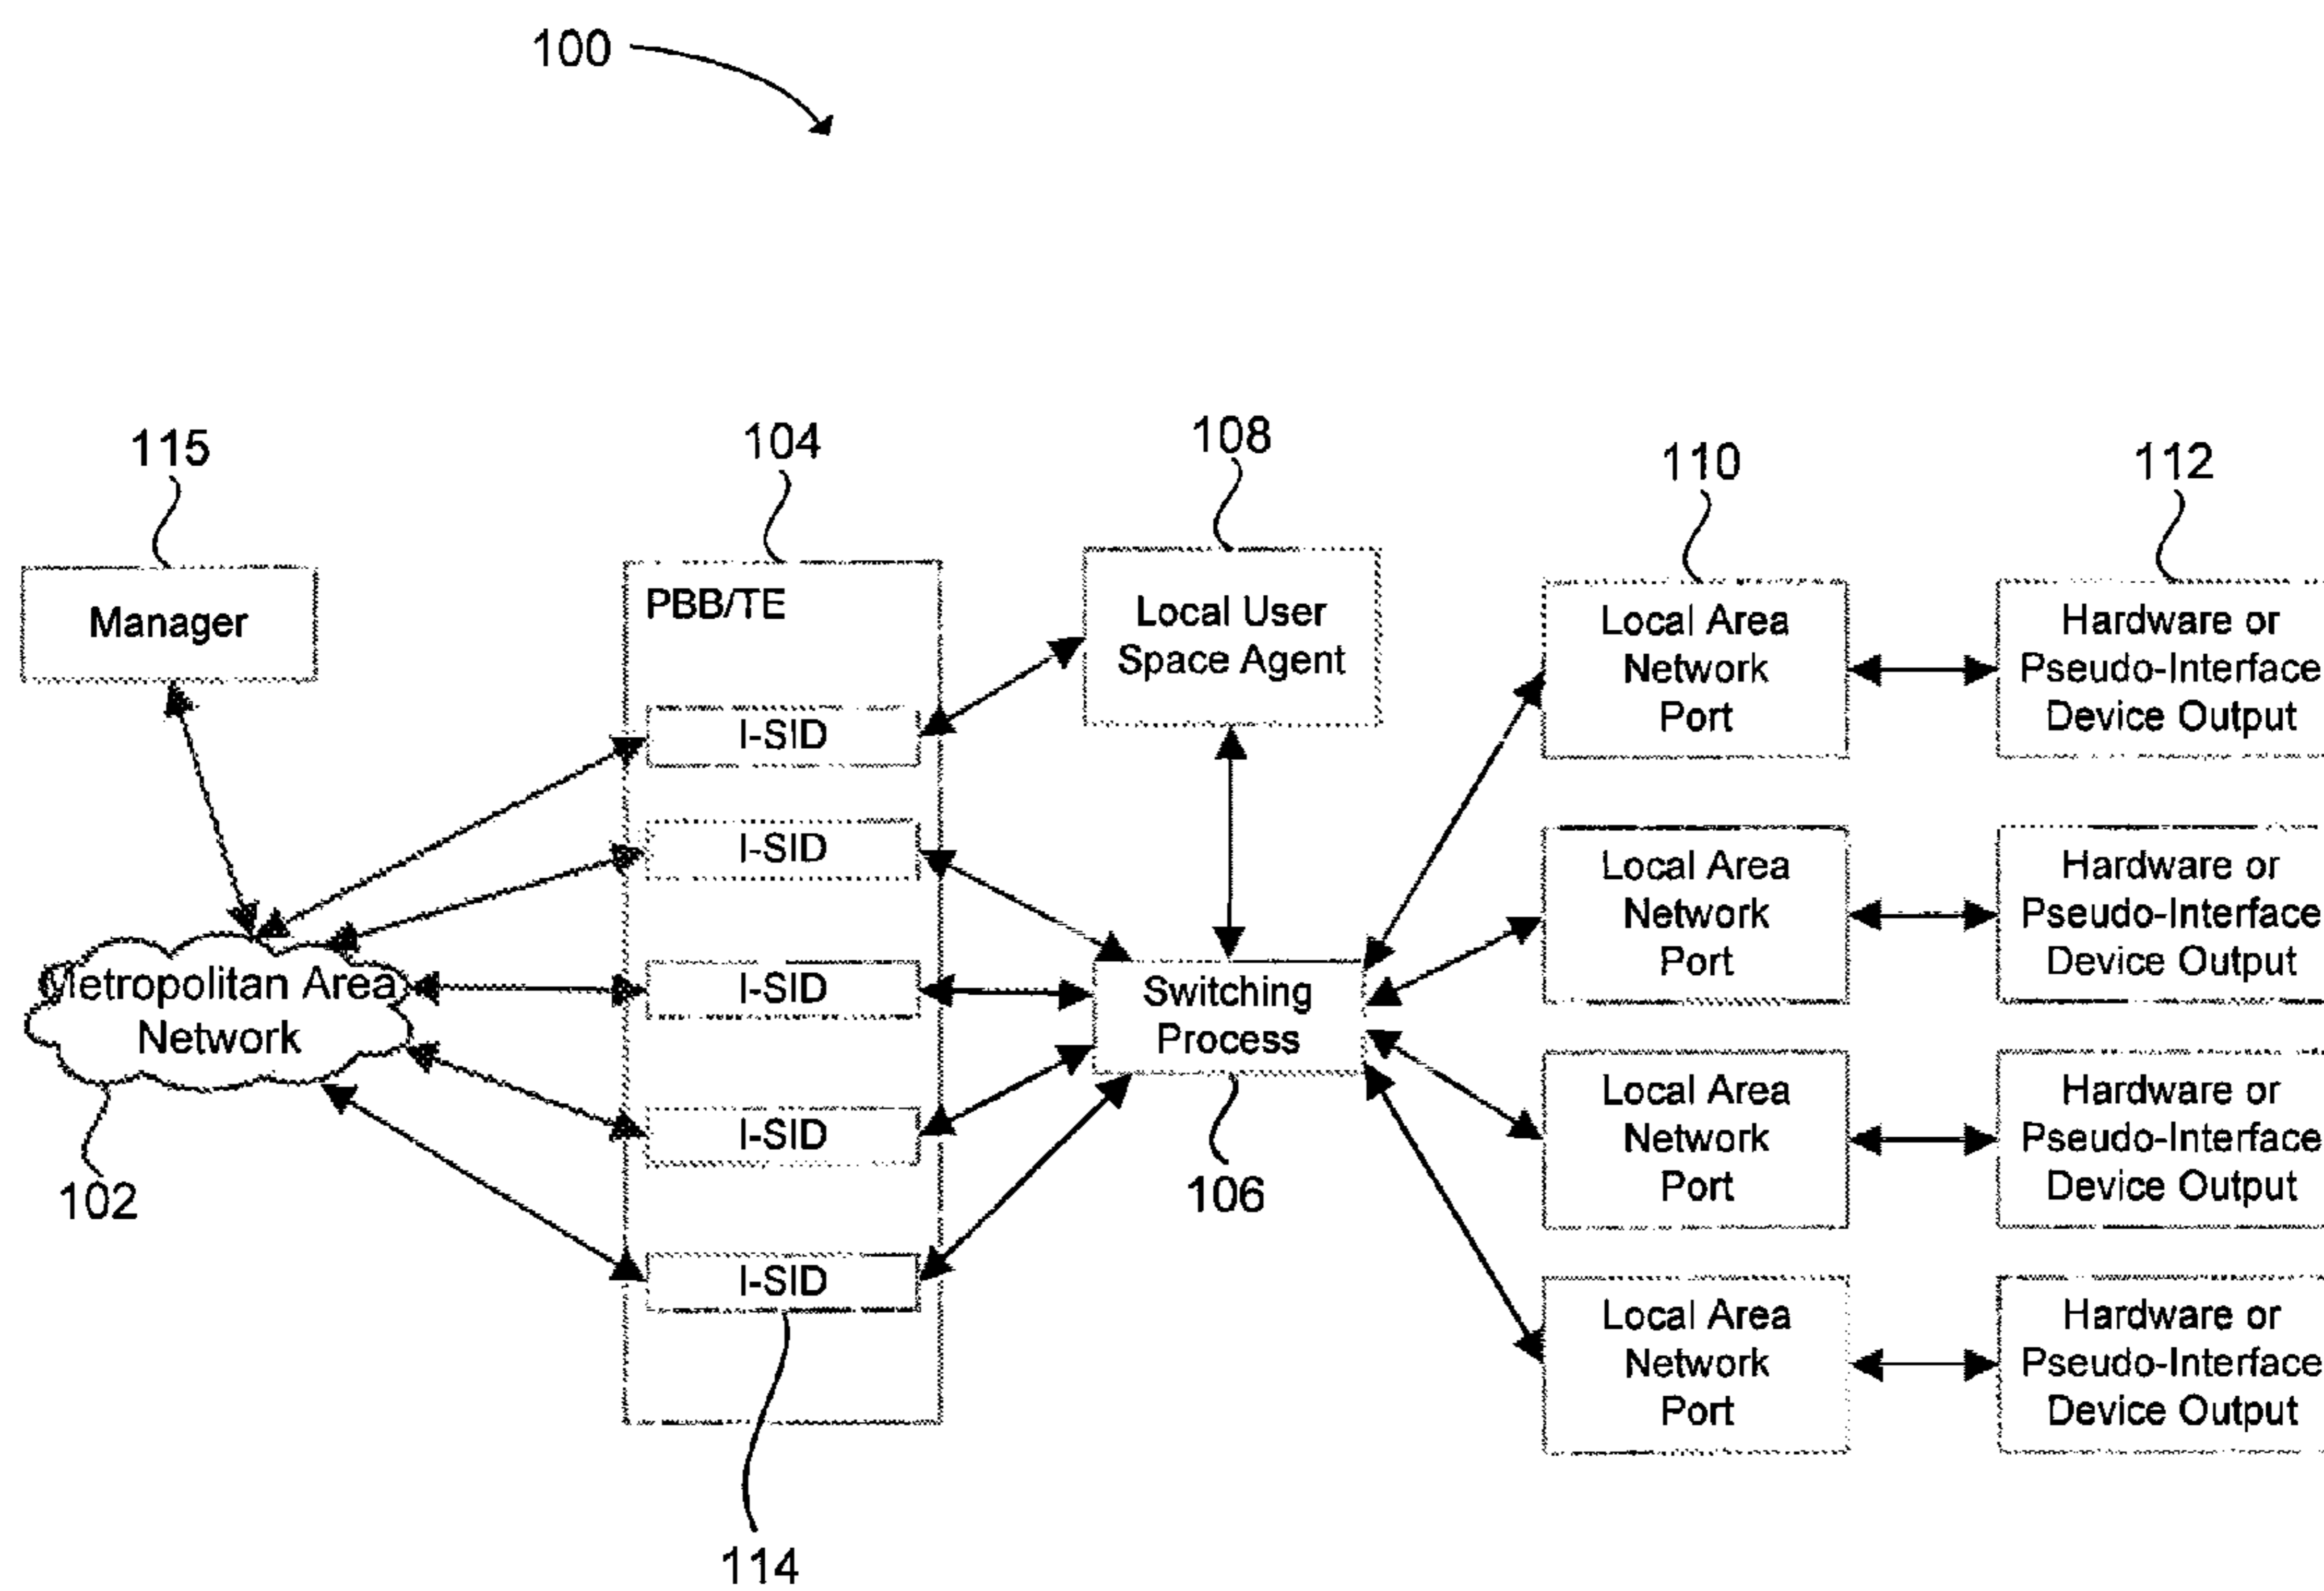 100
115
104
108
110
112
Manager
PBB/TE
Local User
Space Agent
I-SID
I-SID
I-SID
I-SID
I-SID
Metropolitan Area
Network
Switching
Process
Local Area
Network
Port
Hardware or
Pseudo-Interface
Device Output
Local Area
Network
Port
Hardware or
Pseudo-Interface
Device Output
Local Area
Network
Port
Hardware or
Pseudo-Interface
Device Output
Local Area
Network
Port
Hardware or
Pseudo-Interface
Device Output
102
106
114